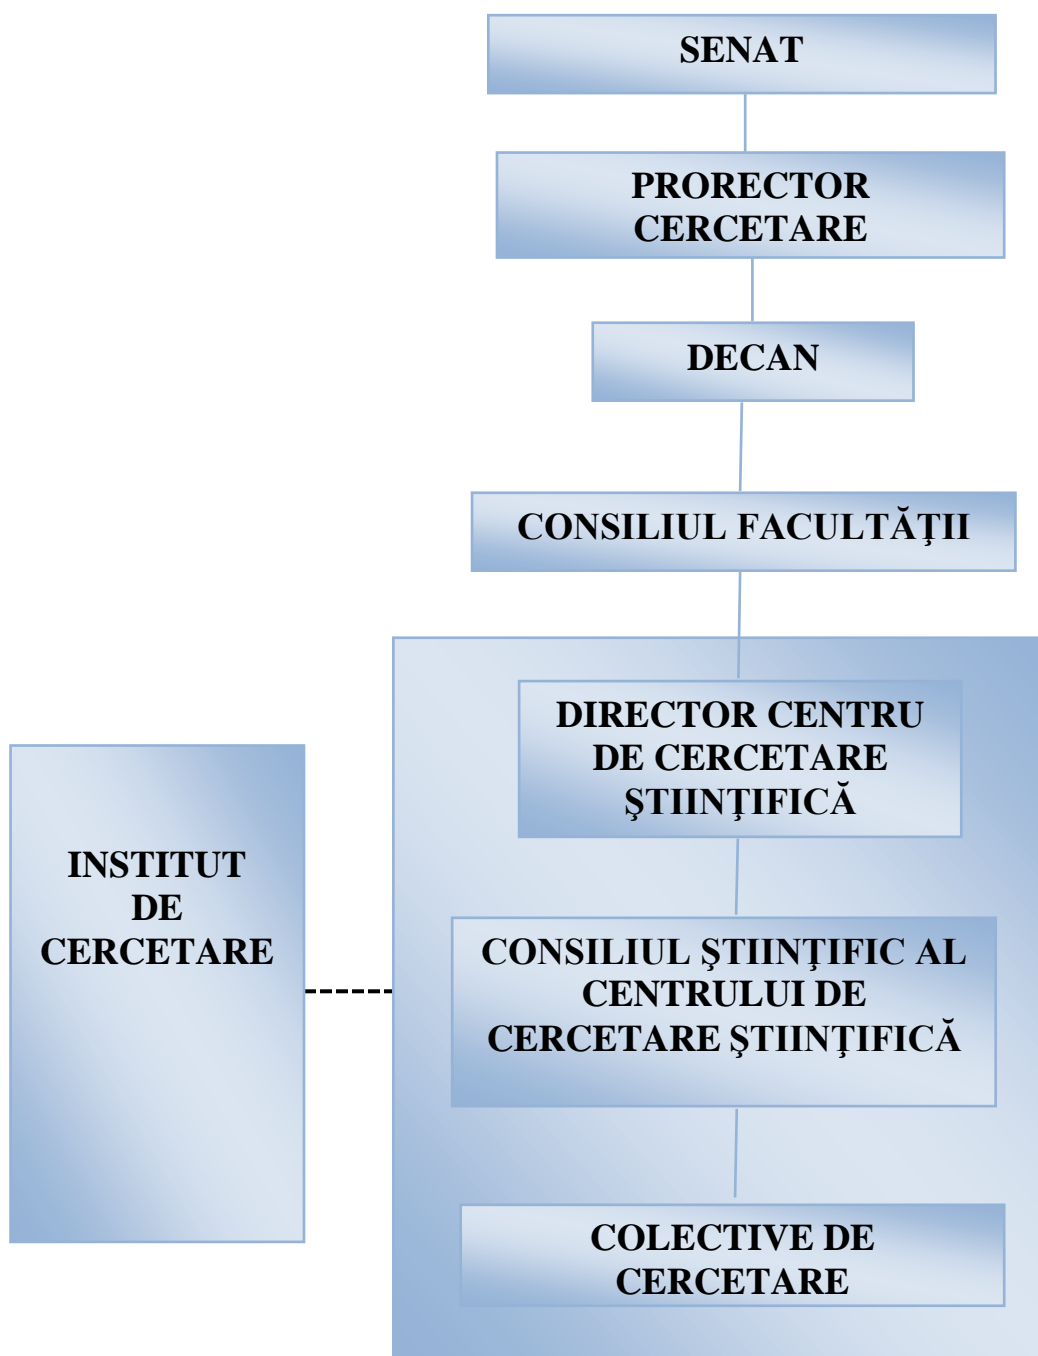 SENAT
PRORECTOR
CERCETARE
DECAN
CONSILIUL FACULTĂŢII
DIRECTOR CENTRU
DE CERCETARE
ŞTIINŢIFICĂ
INSTITUT
DE
CERCETARE
CONSILIUL ŞTIINŢIFIC AL
CENTRULUI DE
CERCETARE ŞTIINŢIFICĂ
COLECTIVE DE
CERCETARE